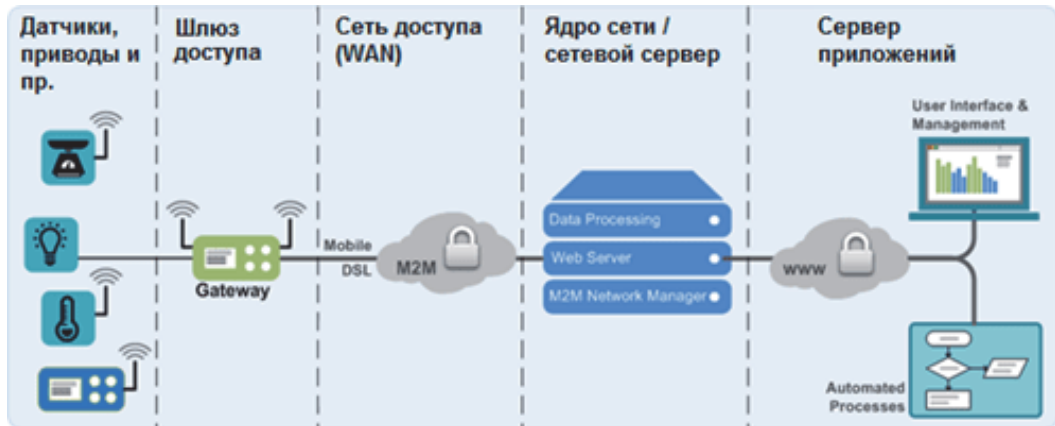 Датчики,
приводы и
пр.
Шлюз
доступа
Сеть доступа
(WAN)
Ядро сети /
сетевой сервер
Сервер
приложений
User Interface &
Management
Data Processing
Mobile
DSL
M2M
Web Server
www
Gateway
M2M Network Manager
Automated
Processes